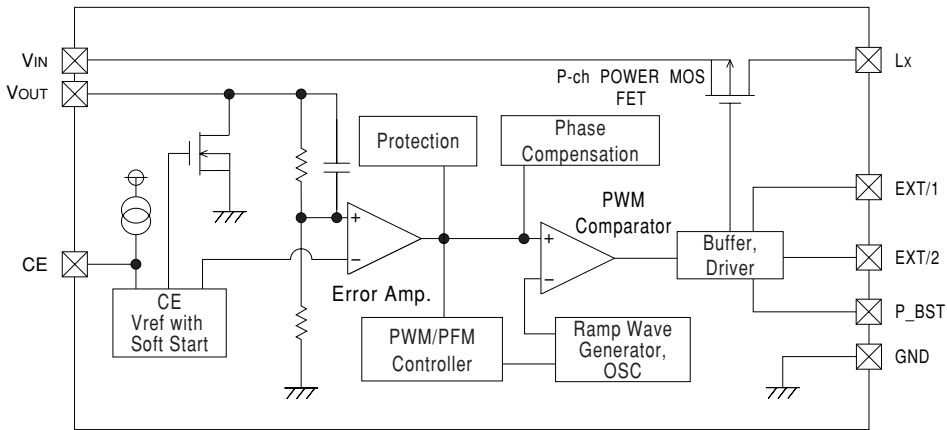 VIN
VOUT
CE
P-ch POWER MOS
FET
Lx
Protection
Phase
Compensation
PWM
Comparator
EXT/1
Buffer,
Driver
EXT/2
P_BST
GND
+
−
Error Amp.
+
−
CE
Vref with
Soft Start
PWM/PFM
Controller
Ramp Wave
Generator,
OSC